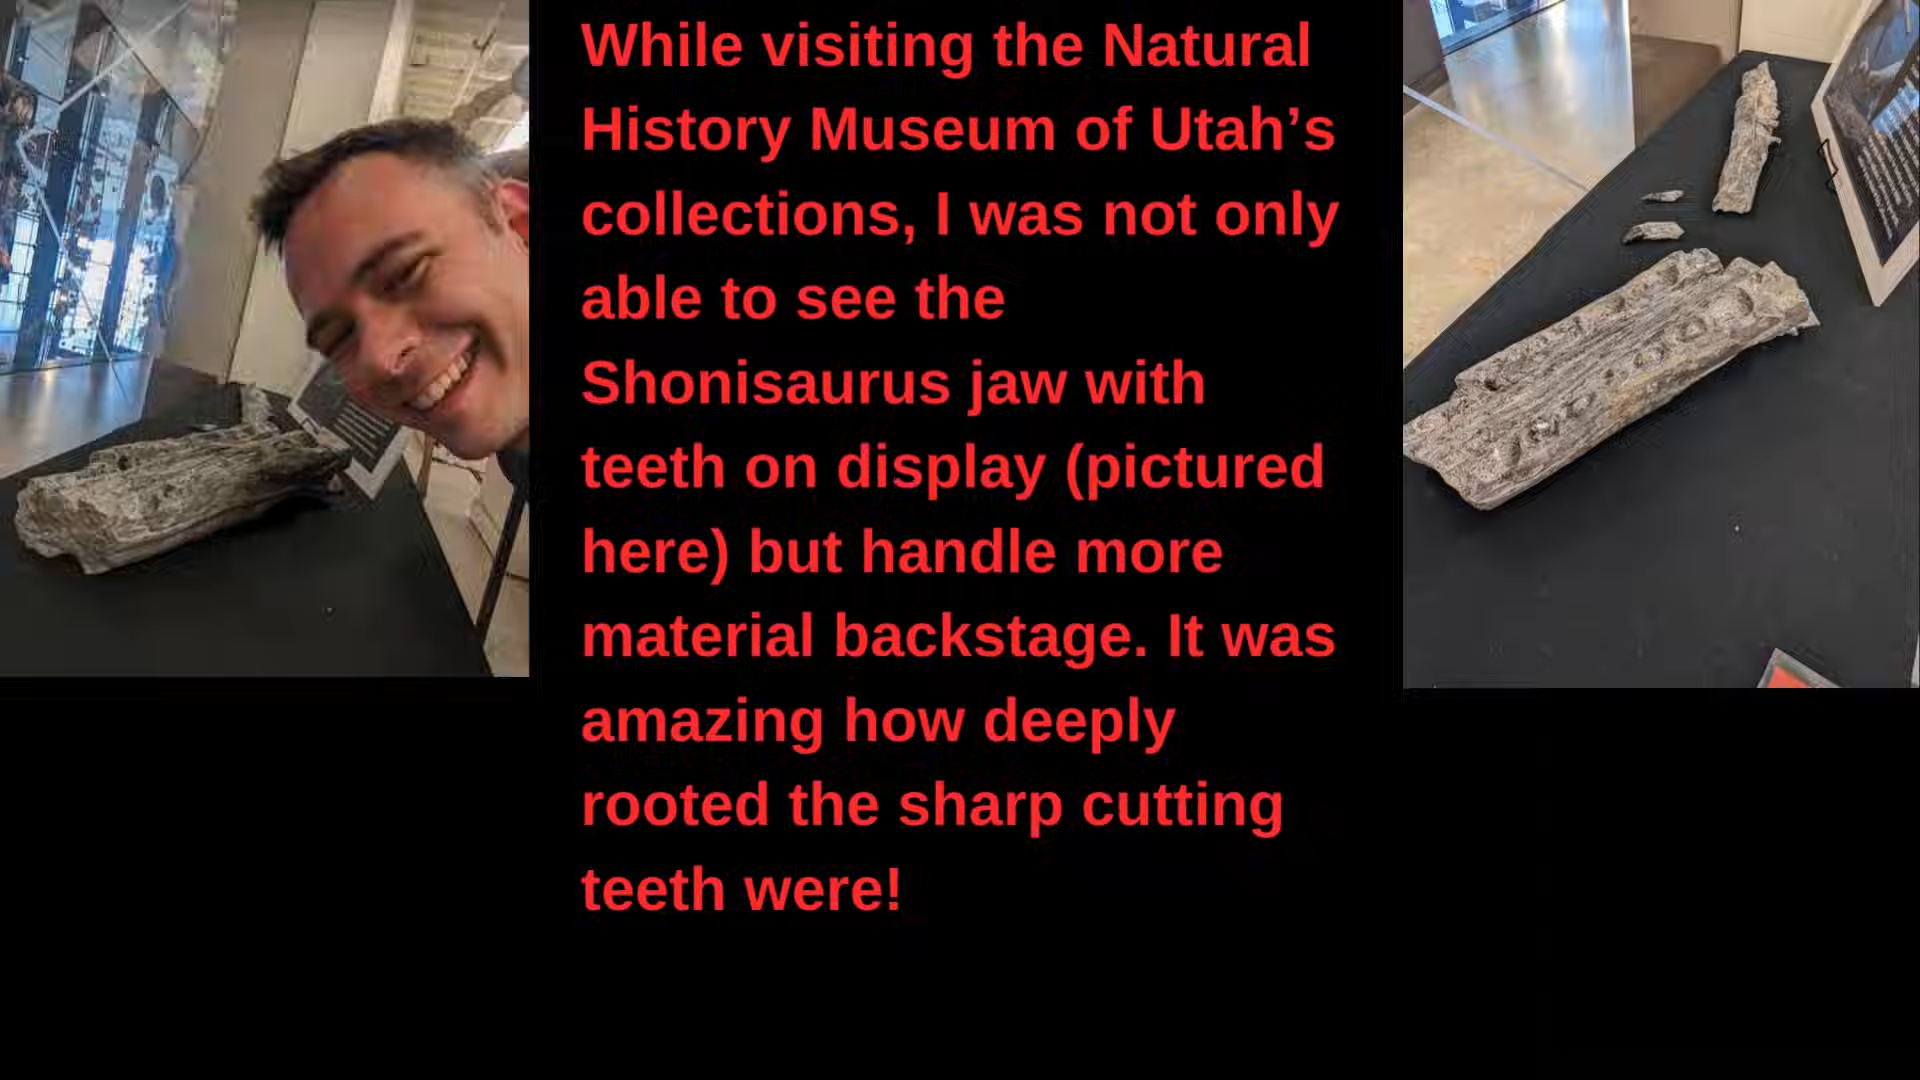 While visiting the Natural
History Museum of Utah’s
collections, I was not only
able to see the
Shonisaurus jaw with
teeth on display (pictured
here) but handle more
material backstage. It was
amazing how deeply
rooted the sharp cutting
teeth were!